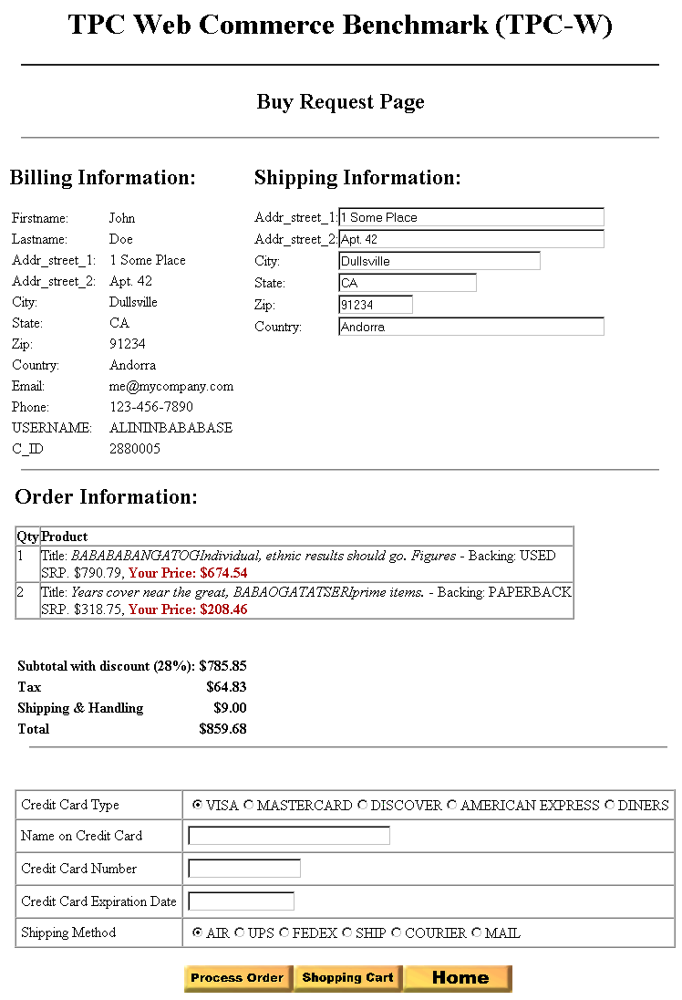 TPC Web Commerce Benchmark (TPC-W)
Buy Request Page
Billing Information:
Firstname: John
Lastname: Doe
Addr_street_1: 1 Some Place
Addr_street_2: Apt. 42
City: Dullsville
State: CA
Zip: 91234
Country: Andorra
Email: me@mycompany.com
Phone: 123-456-7890
USERNAME: ALININBABABASE
C_ID 2880005
Shipping Information:
Addr_street_1: 1 Some Place
Addr_street_2: Apt. 42
City: Dullsville
State: CA
Zip: 91234
Country: Andorra
Order Information:
Qty Product
1 Title: BABABABANGATOGIndividual, ethnic results should go. Figures - Backing: USED
SRP. $790.79, Your Price: $674.54
2 Title: Years cover near the great, BABAOGATATSERIprime items. - Backing: PAPERBACK
SRP. $318.75, Your Price: $208.46
Subtotal with discount (28%): $785.85
Tax $64.83
Shipping & Handling $9.00
Total $859.68
Credit Card Type VISA MASTERCARD DISCOVER AMERICAN EXPRESS DINERS
Name on Credit Card
Credit Card Number
Credit Card Expiration Date
Shipping Method AIR UPS FEDEX SHIP COURIER MAIL
Process Order Shopping Cart Home